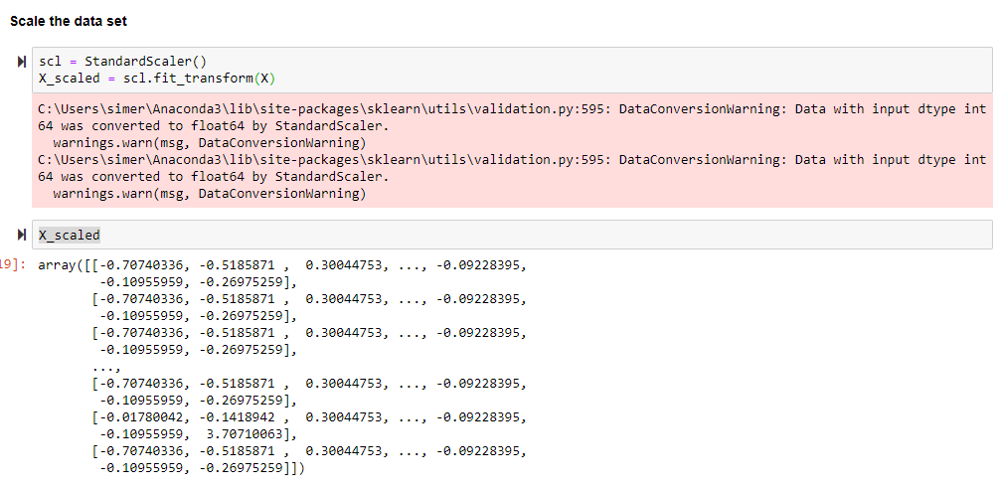 Scale the data set
scl = StandardScaler()
X_scaled = scl.fit_transform(X)
C:\Users\simer\Anaconda3\lib\site-packages\sklearn\utils\validation.py:595: DataConversionWarning: Data with input dtype int
64 was converted to float64 by StandardScaler.
  warnings.warn(msg, DataConversionWarning)
C:\Users\simer\Anaconda3\lib\site-packages\sklearn\utils\validation.py:595: DataConversionWarning: Data with input dtype int
64 was converted to float64 by StandardScaler.
  warnings.warn(msg, DataConversionWarning)
X_scaled
19]: array([[-0.70740336, -0.5185871 ,  0.30044753, ..., -0.09228395,
        -0.10955959, -0.26975259],
       [-0.70740336, -0.5185871 ,  0.30044753, ..., -0.09228395,
        -0.10955959, -0.26975259],
       [-0.70740336, -0.5185871 ,  0.30044753, ..., -0.09228395,
        -0.10955959, -0.26975259],
       ...,
       [-0.70740336, -0.5185871 ,  0.30044753, ..., -0.09228395,
        -0.10955959, -0.26975259],
       [-0.01780042, -0.1418942 ,  0.30044753, ..., -0.09228395,
        -0.10955959,  3.70710063],
       [-0.70740336, -0.5185871 ,  0.30044753, ..., -0.09228395,
        -0.10955959, -0.26975259]])